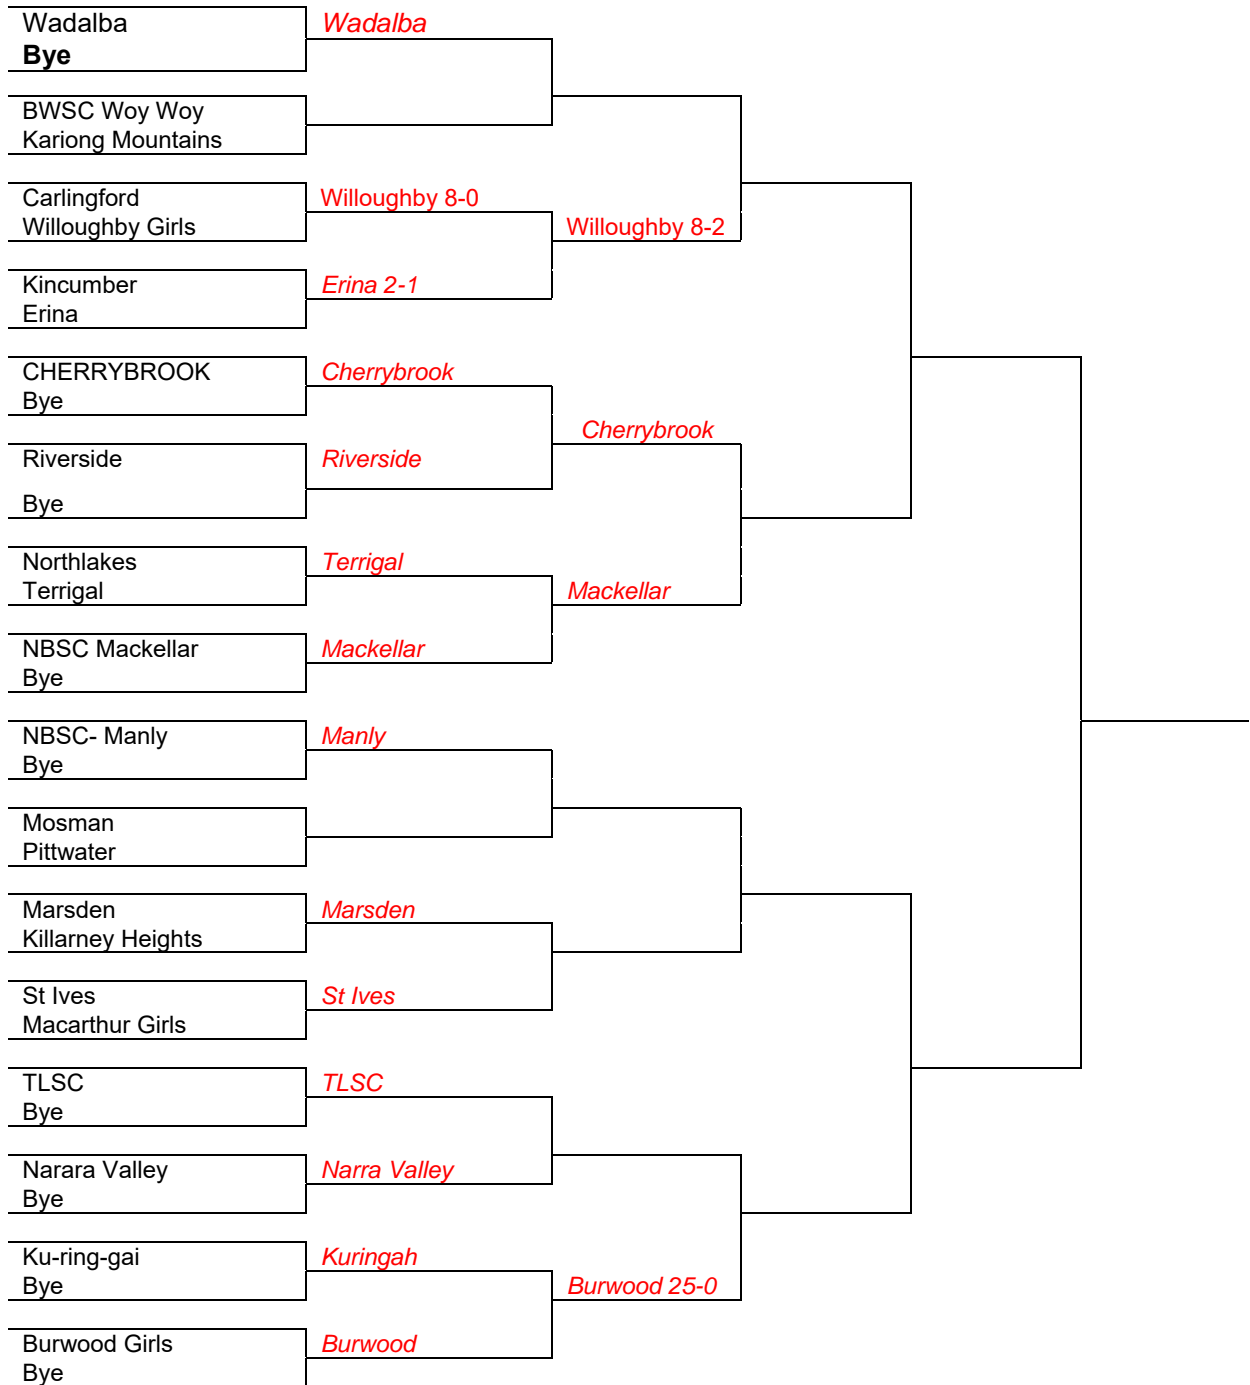 Wadalba
Bye
Wadalba
BWSC Woy Woy
Kariong Mountains
Carlingford
Willoughby Girls
Willoughby 8-0
Willoughby 8-2
Kincumber
Erina
Erina 2-1
CHERRYBROOK
Bye
Cherrybrook
Cherrybrook
Riverside
Bye
Riverside
Northlakes
Terrigal
Terrigal
Mackellar
NBSC Mackellar
Bye
Mackellar
NBSC- Manly
Bye
Manly
Mosman
Pittwater
Marsden
Killarney Heights
Marsden
St Ives
Macarthur Girls
St Ives
TLSC
Bye
TLSC
Narara Valley
Bye
Narra Valley
Ku-ring-gai
Bye
Kuringah
Burwood 25-0
Burwood Girls
Bye
Burwood